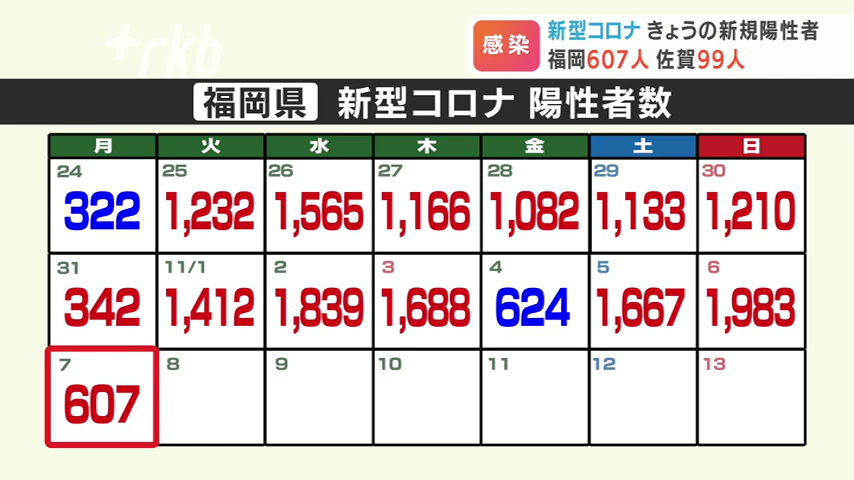 +rkb
感染
新型コロナ きょうの新規陽性者
福岡607人 佐賀99人
福岡県 新型コロナ 陽性者数
月 火 水 木 金 土 日
24 25 26 27 28 29 30
322 1,232 1,565 1,166 1,082 1,133 1,210
31 11/1 2 3 4 5 6
342 1,412 1,839 1,688 624 1,667 1,983
7 8 9 10 11 12 13
607